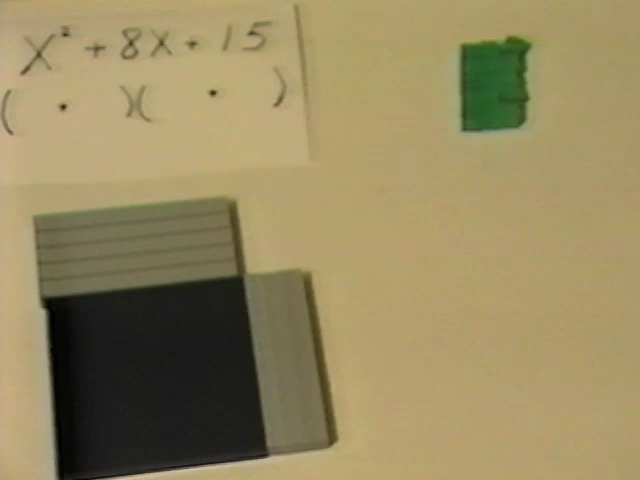 x² + 8x + 15
( · )( · )